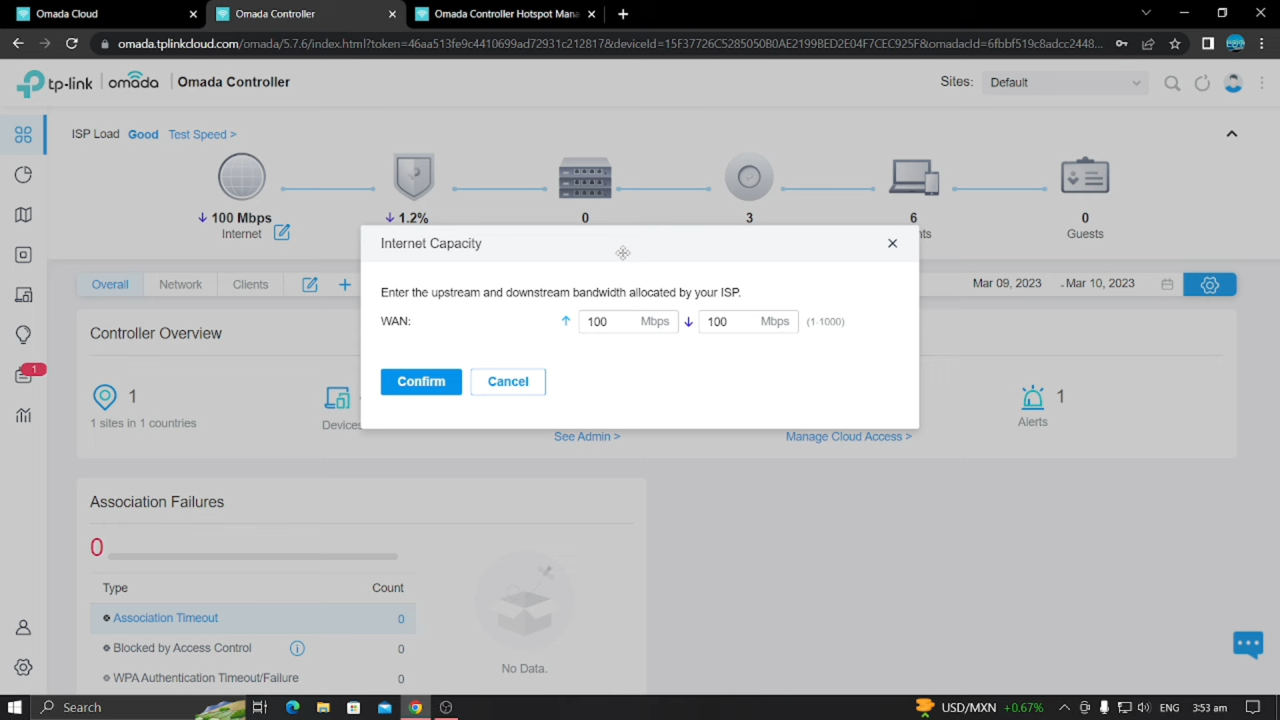 Omada Cloud
Omada Controller
Omada Controller Hotspot Mana
omada.tplinkcloud.com/omada/5.7.6/index.html?token=46aa513fe9c4410699ad72931c212817&deviceId=15F37726C5285050B0AE2199BED2E04F7CEC925F&omadacId=6fbbf519c8adcc2448...
tp-link | omada | Omada Controller
Sites: Default
ISP Load Good Test Speed >
100 Mbps
Internet
1.2%
0
3
6
nts
0
Guests
Internet Capacity
Enter the upstream and downstream bandwidth allocated by your ISP.
WAN: 100 Mbps 100 Mbps (1-1000)
Confirm Cancel
Overall Network Clients
Mar 09, 2023 - Mar 10, 2023
Controller Overview
1
1 sites in 1 countries
Devices
See Admin >
Manage Cloud Access >
1
Alerts
1
Association Failures
0
Type Count
Association Timeout 0
Blocked by Access Control 0
WPA Authentication Timeout/Failure 0
No Data.
Search
USD/MXN +0.67%
ENG 3:53 am